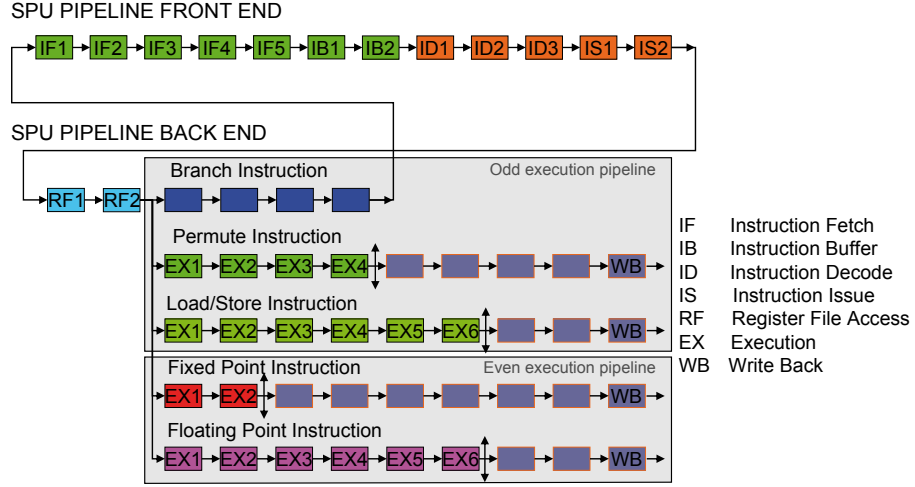 SPU PIPELINE FRONT END
IF1 IF2 IF3 IF4 IF5 IB1 IB2 ID1 ID2 ID3 IS1 IS2
SPU PIPELINE BACK END
Branch Instruction Odd execution pipeline
RF1 RF2
Permute Instruction
EX1 EX2 EX3 EX4 WB
Load/Store Instruction
EX1 EX2 EX3 EX4 EX5 EX6 WB
Fixed Point Instruction Even execution pipeline
EX1 EX2 WB
Floating Point Instruction
EX1 EX2 EX3 EX4 EX5 EX6 WB
IF Instruction Fetch
IB Instruction Buffer
ID Instruction Decode
IS Instruction Issue
RF Register File Access
EX Execution
WB Write Back